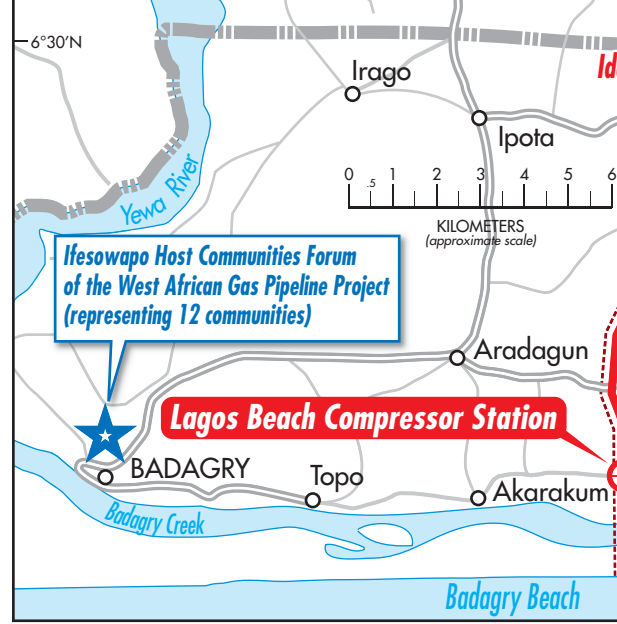 6°30'N
Id
Irago
Ipota
0 .5 1 2 3 4 5 6
KILOMETERS
(approximate scale)
Yewa River
Ifesowapo Host Communities Forum
of the West African Gas Pipeline Project
(representing 12 communities)
Aradagun
Lagos Beach Compressor Station
BADAGRY
Topo
Akarakum
Badagry Creek
Badagry Beach